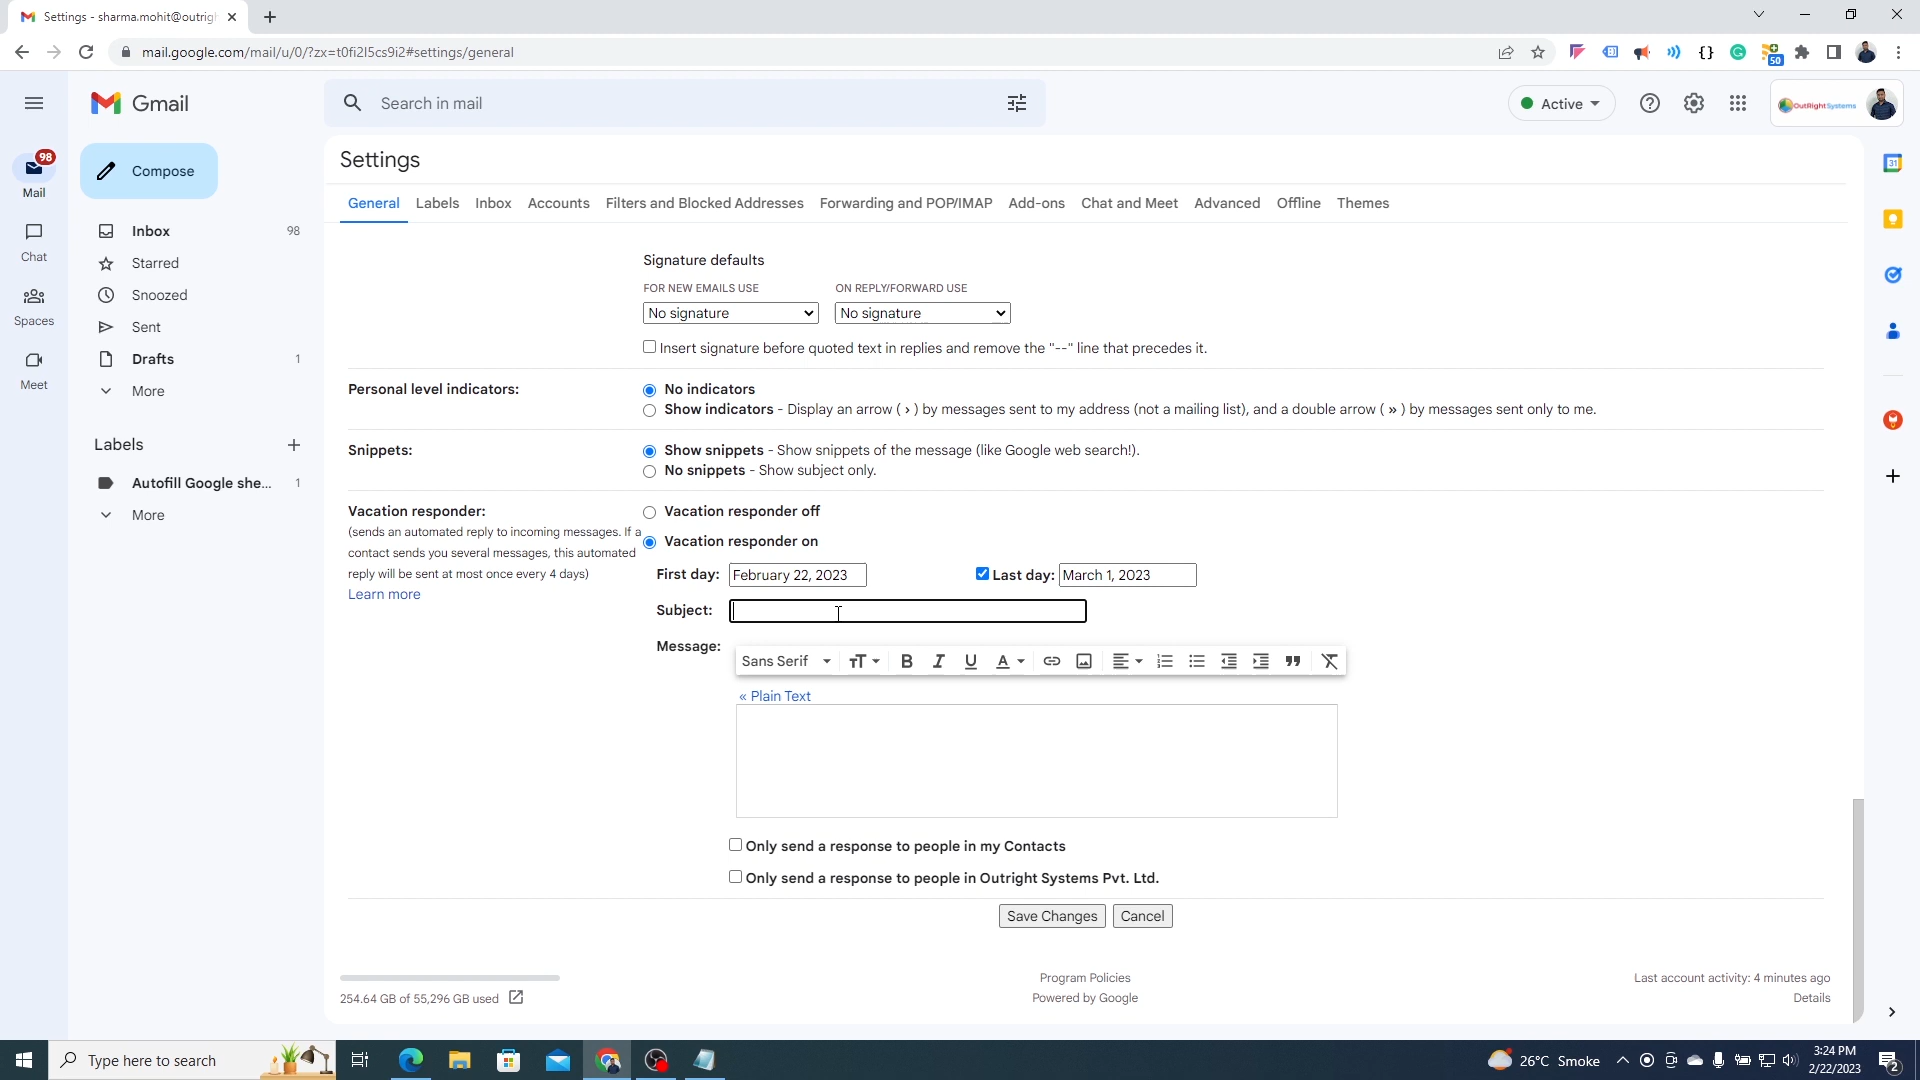 Settings - sharma.mohit@outrig
mail.google.com/mail/u/0/?zx=t0fi2l5cs9i2#settings/general
50
Gmail
Search in mail
Active
OutRight Systems
98
Mail
Chat
Spaces
Meet
Compose
Inbox 98
Starred
Snoozed
Sent
Drafts 1
More
Labels
Autofill Google she... 1
More
Settings
General Labels Inbox Accounts Filters and Blocked Addresses Forwarding and POP/IMAP Add-ons Chat and Meet Advanced Offline Themes
Signature defaults
FOR NEW EMAILS USE ON REPLY/FORWARD USE
No signature No signature
Insert signature before quoted text in replies and remove the "--" line that precedes it.
Personal level indicators:
No indicators
Show indicators - Display an arrow ( › ) by messages sent to my address (not a mailing list), and a double arrow ( » ) by messages sent only to me.
Snippets:
Show snippets - Show snippets of the message (like Google web search!).
No snippets - Show subject only.
Vacation responder:
(sends an automated reply to incoming messages. If a
contact sends you several messages, this automated
reply will be sent at most once every 4 days)
Learn more
Vacation responder off
Vacation responder on
First day: February 22, 2023 Last day: March 1, 2023
Subject:
Message:
Sans Serif
« Plain Text
Only send a response to people in my Contacts
Only send a response to people in Outright Systems Pvt. Ltd.
Save Changes Cancel
254.64 GB of 55,296 GB used
Program Policies
Powered by Google
Last account activity: 4 minutes ago
Details
31
Type here to search
26°C Smoke
3:24 PM
2/22/2023
2